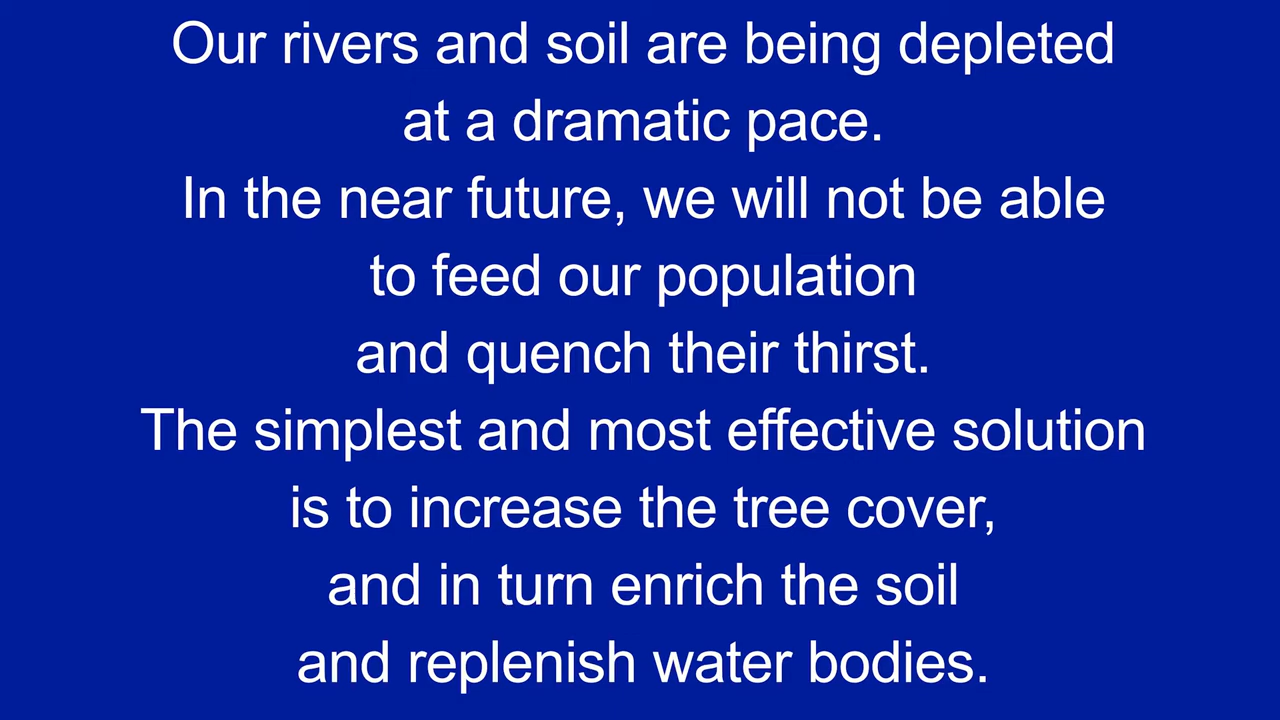 Our rivers and soil are being depleted
at a dramatic pace.
In the near future, we will not be able
to feed our population
and quench their thirst.
The simplest and most effective solution
is to increase the tree cover,
and in turn enrich the soil
and replenish water bodies.